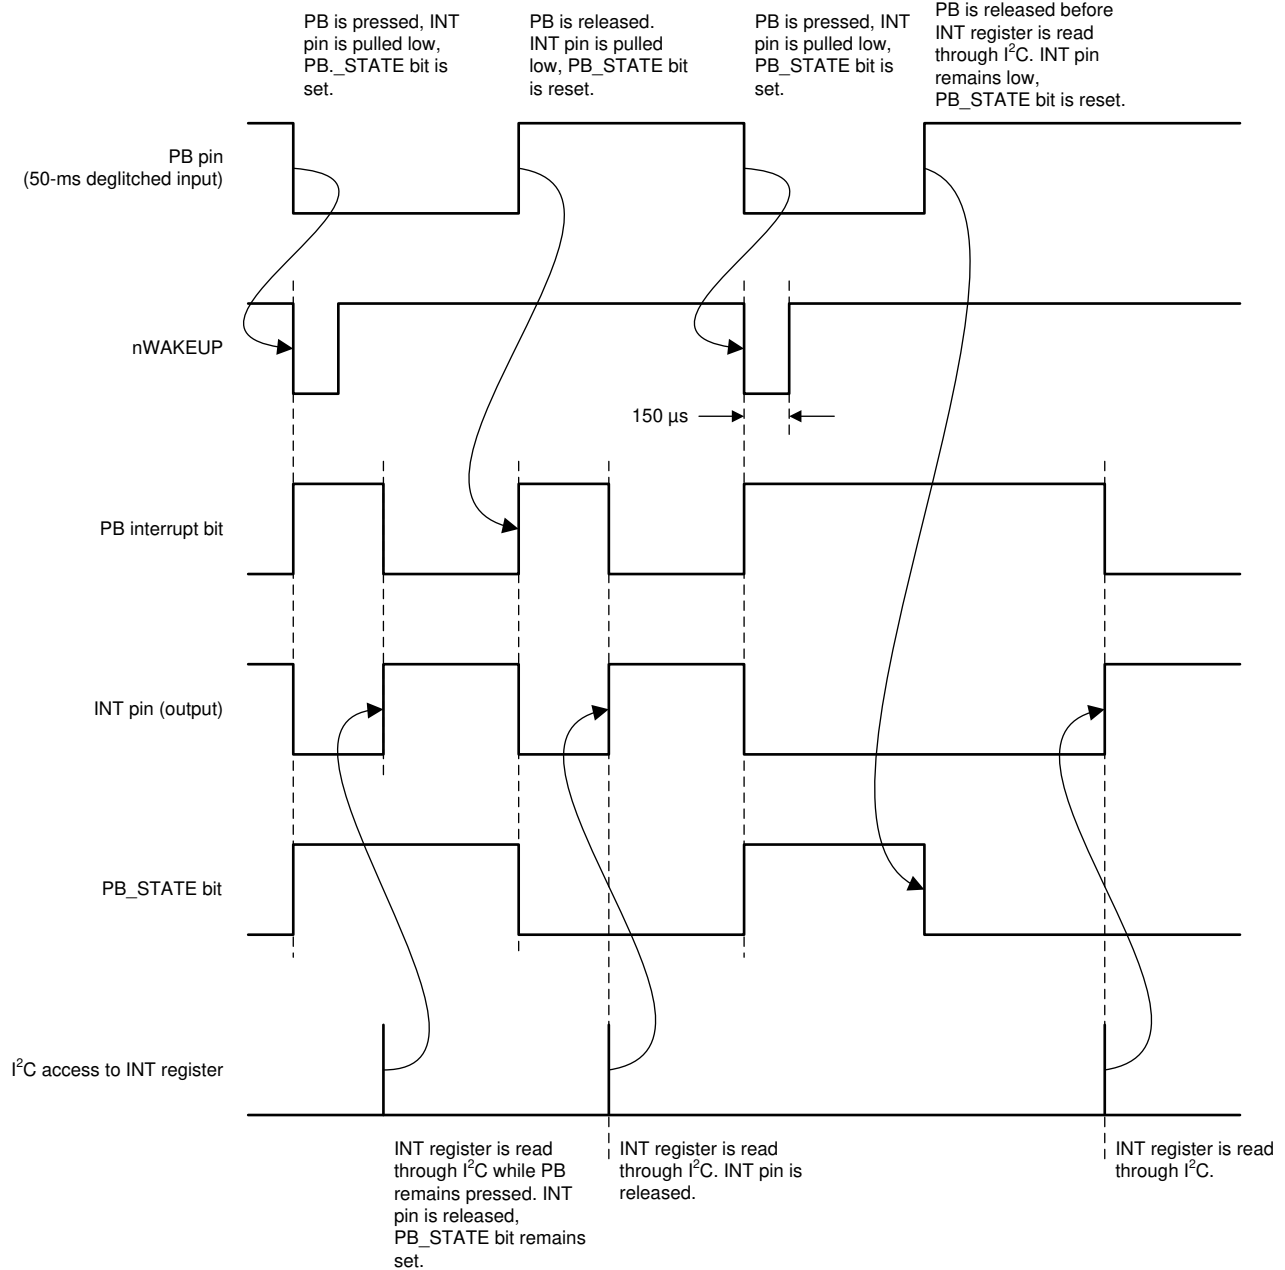 PB is pressed, INT
pin is pulled low,
PB._STATE bit is
set.
PB is released.
INT pin is pulled
low, PB_STATE bit
is reset.
PB is pressed, INT
pin is pulled low,
PB_STATE bit is
set.
PB is released before
INT register is read
through I²C. INT pin
remains low,
PB_STATE bit is reset.
PB pin
(50-ms deglitched input)
nWAKEUP
150 µs
PB interrupt bit
INT pin (output)
PB_STATE bit
I²C access to INT register
INT register is read
through I²C while PB
remains pressed. INT
pin is released,
PB_STATE bit remains
set.
INT register is read
through I²C. INT pin is
released.
INT register is read
through I²C.